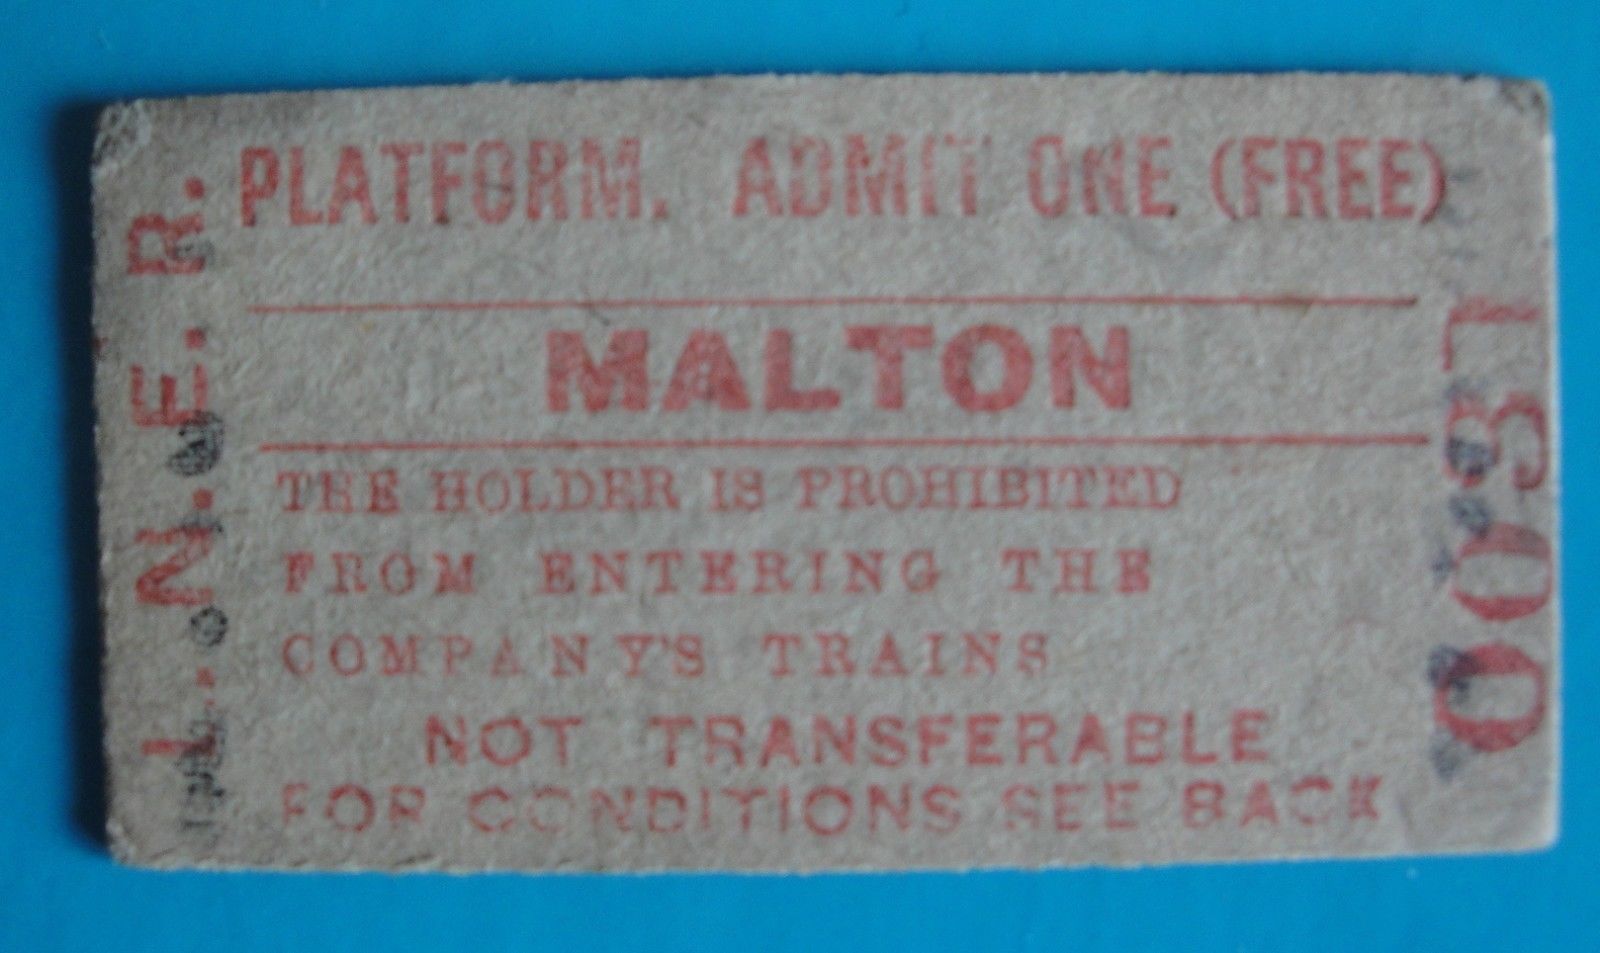 L. N. E. R.
PLATFORM. ADMIT ONE (FREE)
MALTON
THE HOLDER IS PROHIBITED
FROM ENTERING THE
COMPANY'S TRAINS
NOT TRANSFERABLE
FOR CONDITIONS SEE BACK